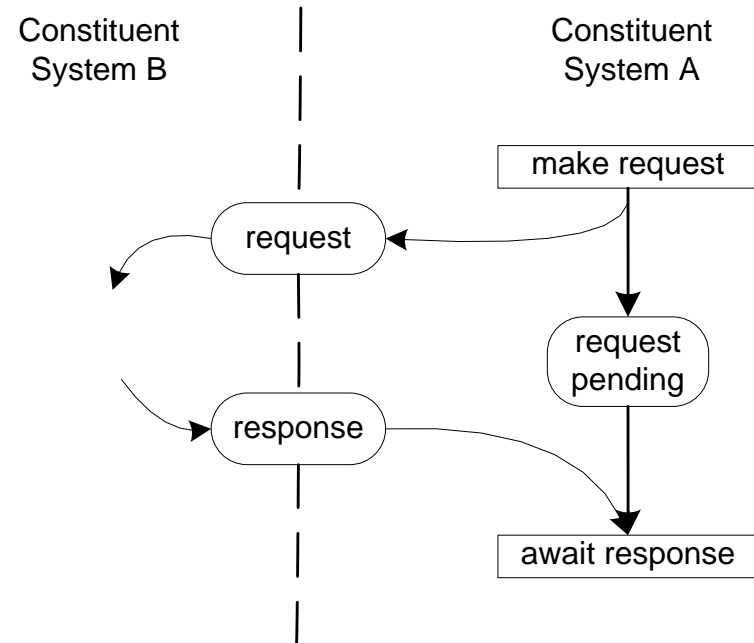 Constituent
System B
Constituent
System A
make request
request
request
pending
response
await response